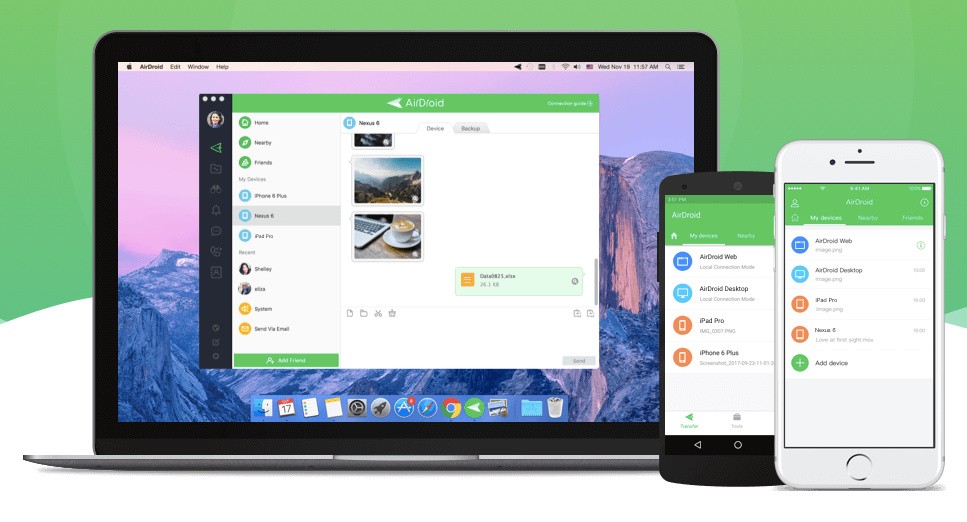 AirDroid Edit Window Help
Wed Nov 15 11:57 AM
AirDroid
Connection guide
Home
Nearby
Friends
My Devices
iPhone 6 Plus
Nexus 6
iPad Pro
Recent
Shelley
eliza
System
Send Via Email
Add Friend
Nexus 6
Device Backup
Data0825.xlsx
26.1 KB
Send
17
AirDroid
My devices Nearby
AirDroid Web
Local Connection Mode
AirDroid Desktop
Local Connection Mode
iPad Pro
IMG_0357.PNG
iPhone 6 Plus
Screenshot_2017-09-23-11-01
Transfer Tools
9:41 AM 100%
AirDroid
My devices Nearby Friends
AirDroid Web
Image.png
AirDroid Desktop 10:00
Image.png
iPad Pro 10:00
Image.png
Nexus 6 10:00
Love at first sight.mix
Add device